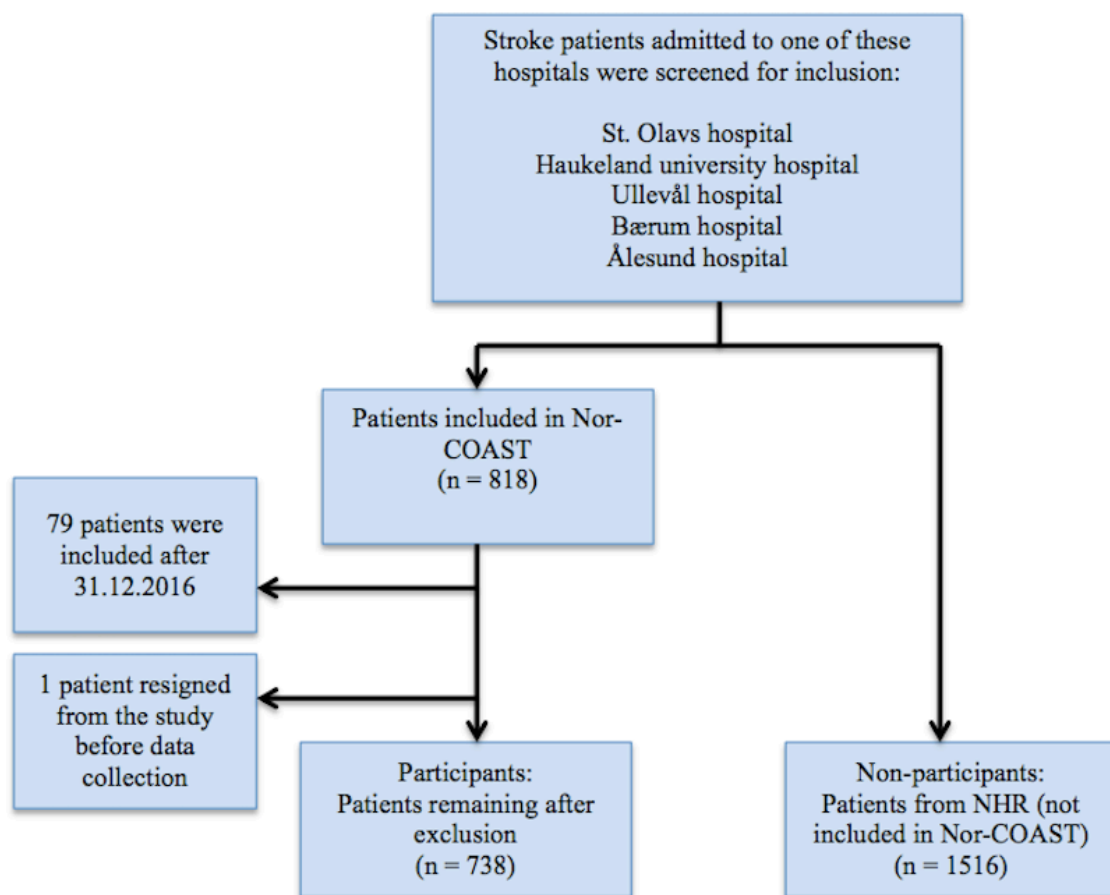 Stroke patients admitted to one of these
hospitals were screened for inclusion:
St. Olavs hospital
Haukeland university hospital
Ullevål hospital
Bærum hospital
Ålesund hospital
Patients included in Nor-
COAST
(n = 818)
79 patients were
included after
31.12.2016
1 patient resigned
from the study
before data
collection
Participants:
Patients remaining after
exclusion
(n = 738)
Non-participants:
Patients from NHR (not
included in Nor-COAST)
(n = 1516)